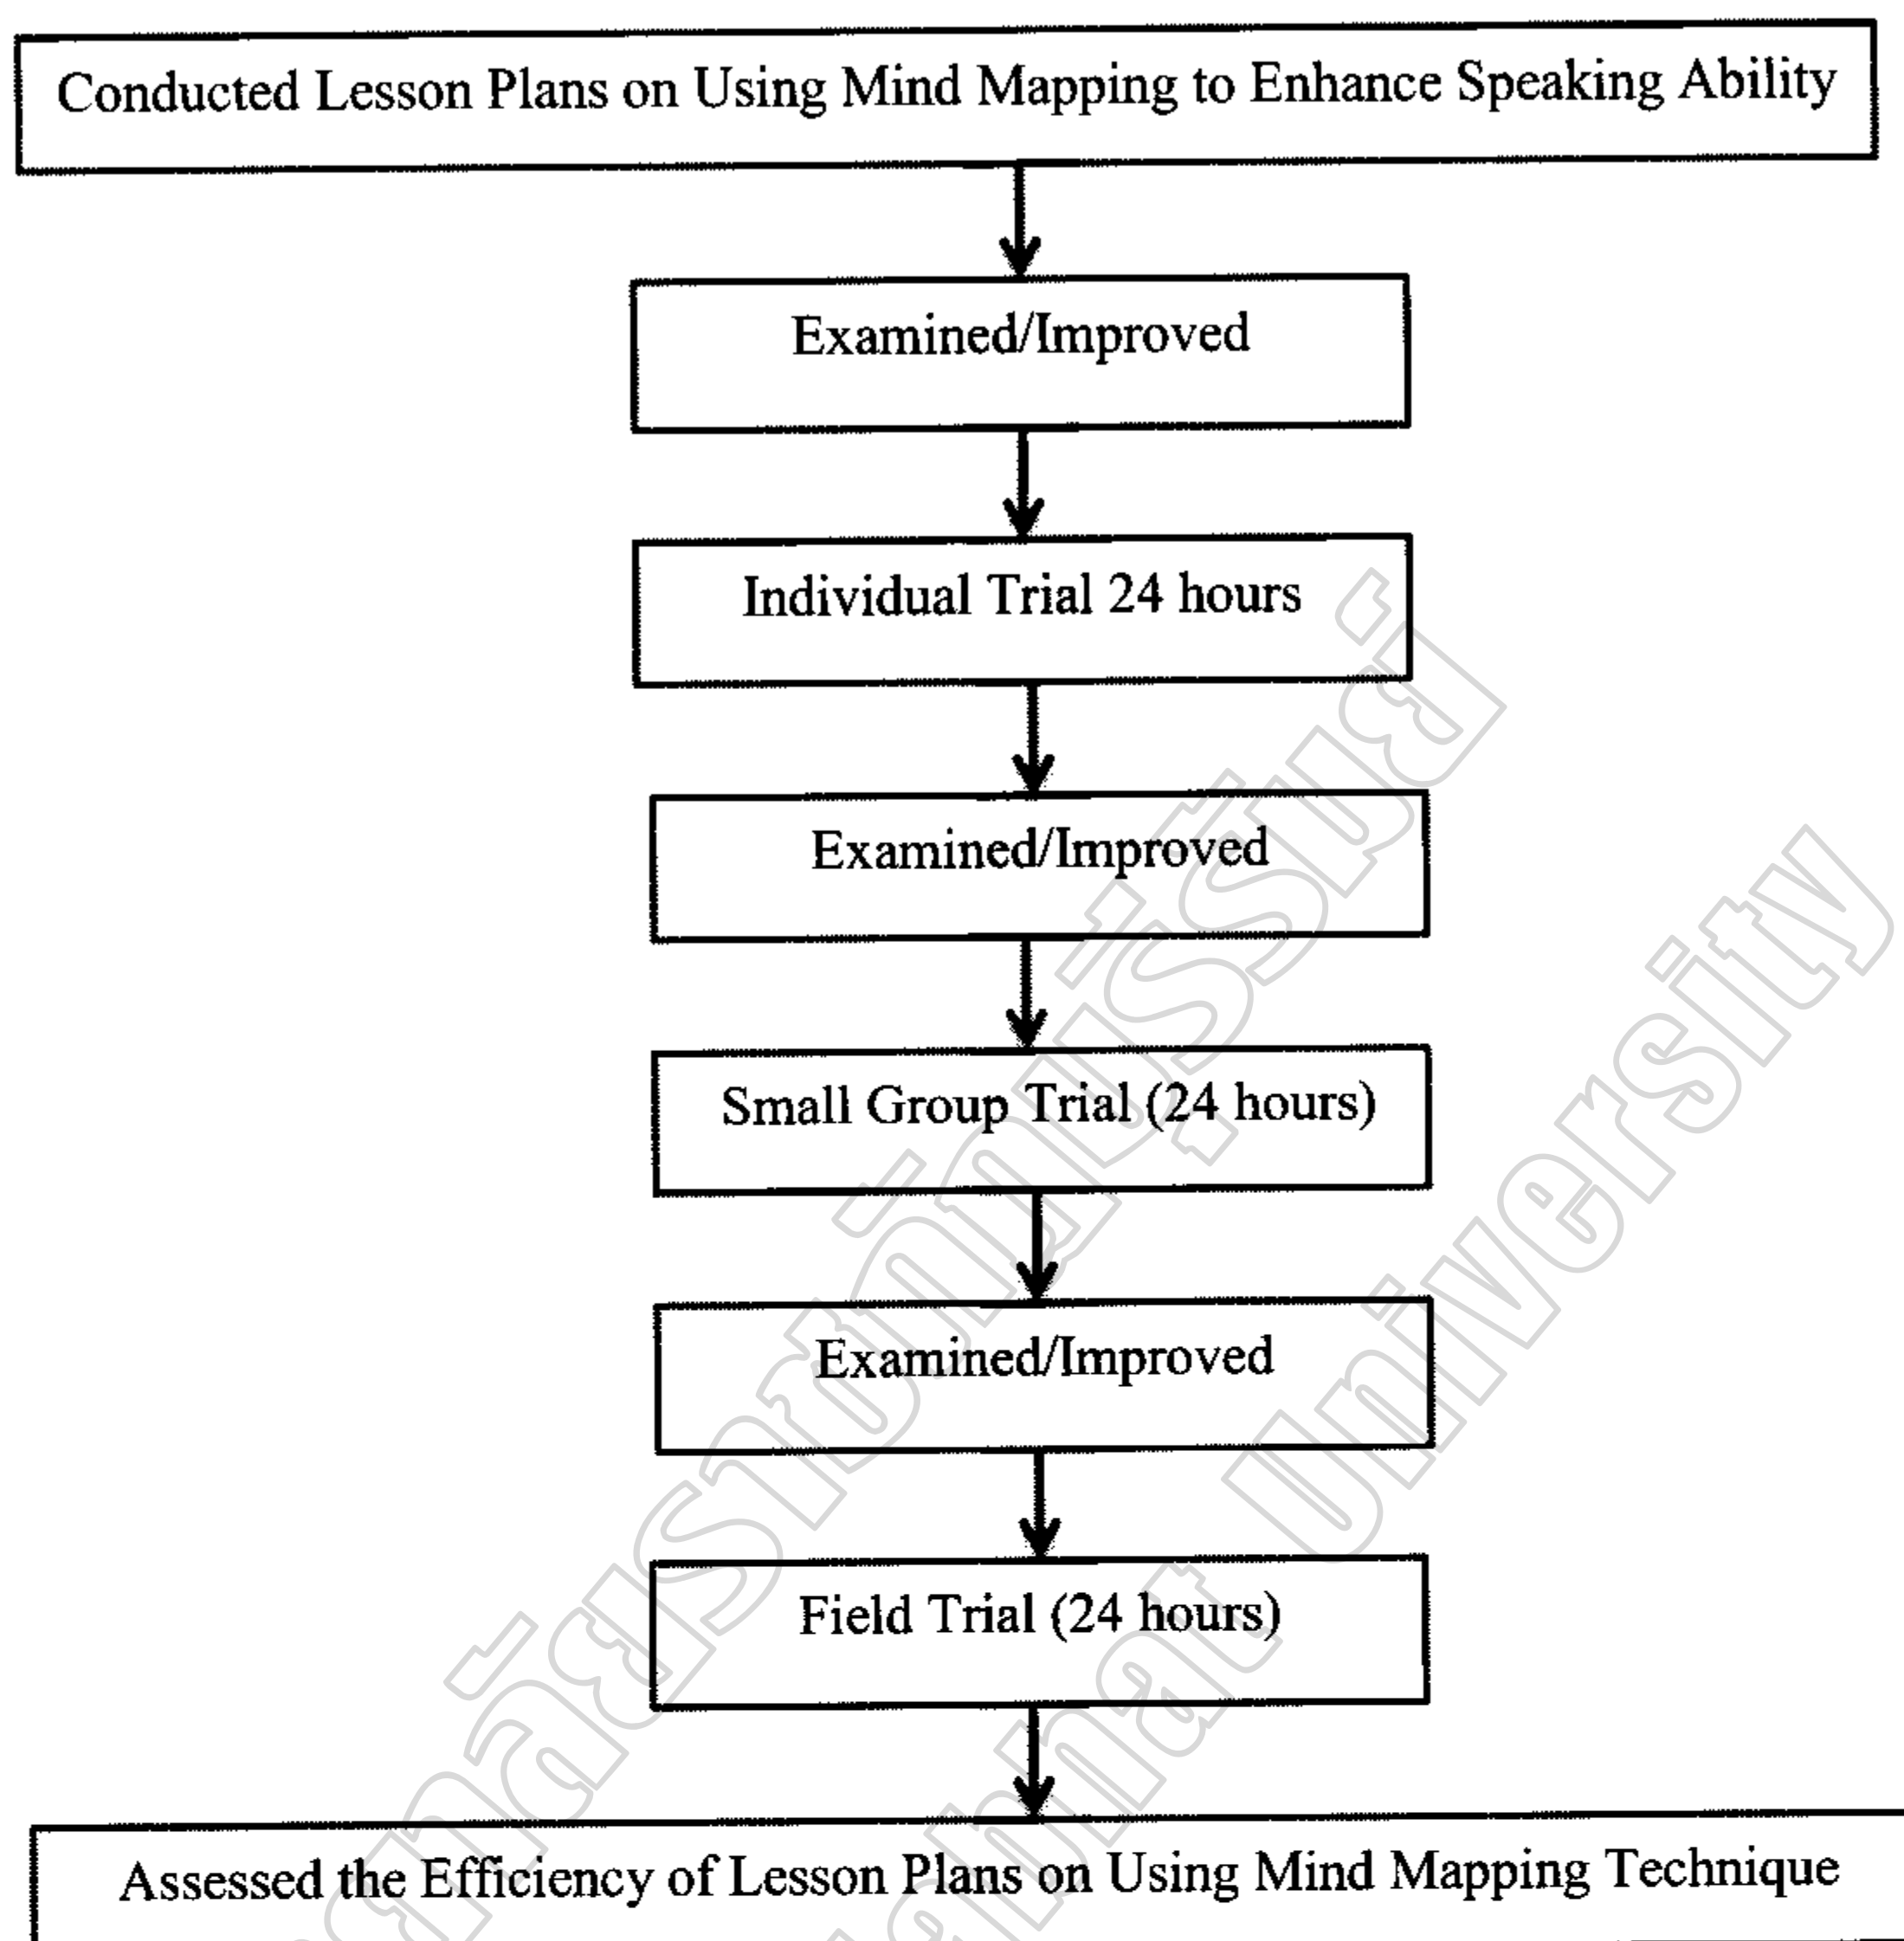 Conducted Lesson Plans on Using Mind Mapping to Enhance Speaking Ability
Examined/Improved
Individual Trial 24 hours
Examined/Improved
Small Group Trial (24 hours)
Examined/Improved
Field Trial (24 hours)
Assessed the Efficiency of Lesson Plans on Using Mind Mapping Technique
University